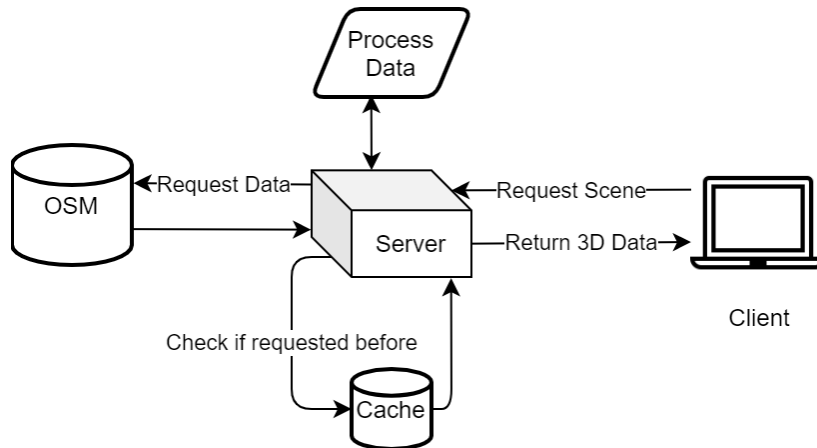 Process
Data
Request Data
Request Scene
OSM
Server
Return 3D Data
Client
Check if requested before
Cache